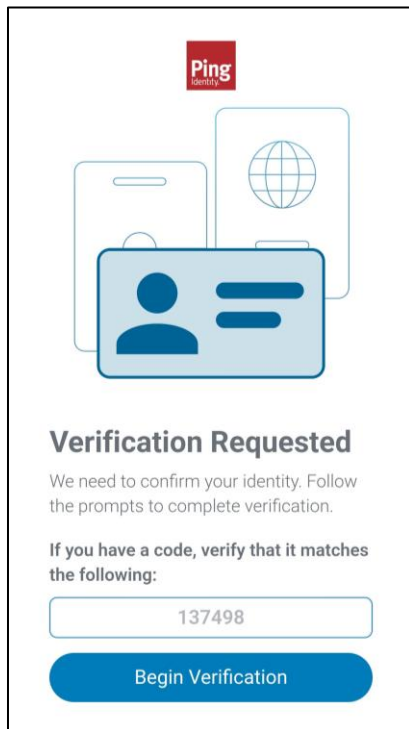 Ping
Identity.
Verification Requested
We need to confirm your identity. Follow
the prompts to complete verification.
If you have a code, verify that it matches
the following:
137498
Begin Verification